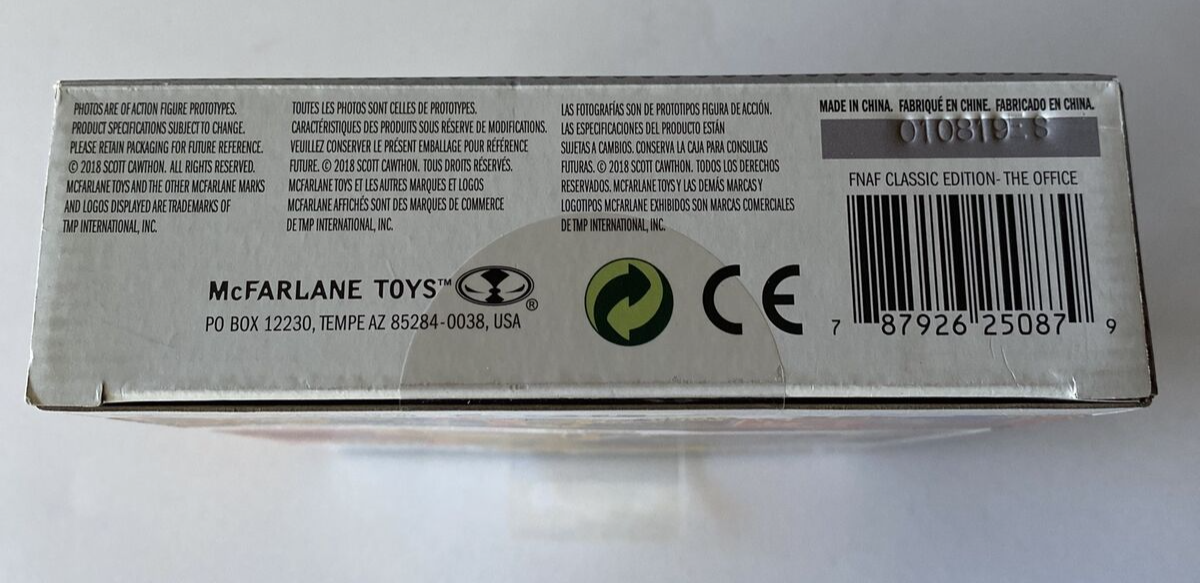 PHOTOS ARE OF ACTION FIGURE PROTOTYPES.
PRODUCT SPECIFICATIONS SUBJECT TO CHANGE.
PLEASE RETAIN PACKAGING FOR FUTURE REFERENCE.
© 2018 SCOTT CAWTHON. ALL RIGHTS RESERVED.
MCFARLANE TOYS AND THE OTHER MCFARLANE MARKS
AND LOGOS DISPLAYED ARE TRADEMARKS OF
TMP INTERNATIONAL, INC.
TOUTES LES PHOTOS SONT CELLES DE PROTOTYPES.
CARACTÉRISTIQUES DES PRODUITS SOUS RÉSERVE DE MODIFICATIONS.
VEUILLEZ CONSERVER LE PRÉSENT EMBALLAGE POUR RÉFÉRENCE
FUTURE. © 2018 SCOTT CAWTHON. TOUS DROITS RÉSERVÉS.
MCFARLANE TOYS ET LES AUTRES MARQUES ET LOGOS
MCFARLANE AFFICHÉS SONT DES MARQUES DE COMMERCE
DE TMP INTERNATIONAL, INC.
LAS FOTOGRAFÍAS SON DE PROTOTIPOS FIGURA DE ACCIÓN.
LAS ESPECIFICACIONES DEL PRODUCTO ESTÁN
SUJETAS A CAMBIOS. CONSERVA LA CAJA PARA CONSULTAS
FUTURAS. © 2018 SCOTT CAWTHON. TODOS LOS DERECHOS
RESERVADOS. MCFARLANE TOYS Y LAS DEMÁS MARCAS Y
LOGOTIPOS MCFARLANE EXHIBIDOS SON MARCAS COMERCIALES
DE TMP INTERNATIONAL, INC.
MADE IN CHINA. FABRIQUÉ EN CHINE. FABRICADO EN CHINA.
010819-S
FNAF CLASSIC EDITION- THE OFFICE
7 87926 25087 9
MCFARLANE TOYS™ ®
PO BOX 12230, TEMPE AZ 85284-0038, USA
CE